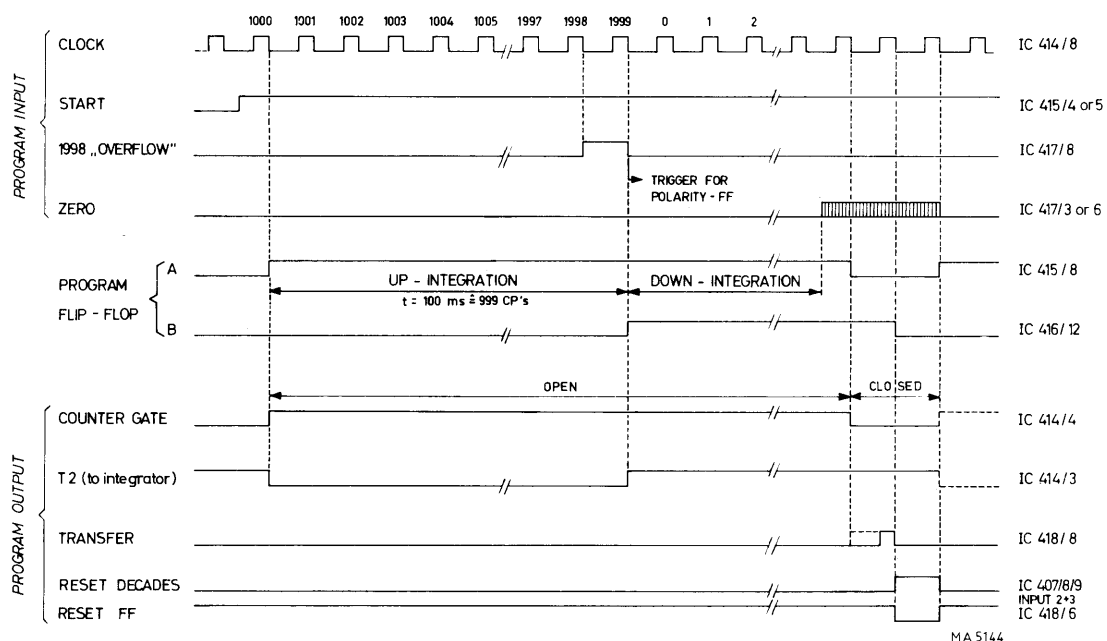 1000 1001 1002 1003 1004 1005 1997 1998 1999 0 1 2
PROGRAM INPUT
CLOCK IC 414/8
START IC 415/4 or 5
1998 „OVERFLOW" IC 417/8
TRIGGER FOR
POLARITY - FF
ZERO IC 417/3 or 6
PROGRAM
FLIP - FLOP
A IC 415/8
UP - INTEGRATION DOWN - INTEGRATION
t = 100 ms ≙ 999 CP's
B IC 416/12
OPEN CLOSED
PROGRAM OUTPUT
COUNTER GATE IC 414/4
T2 (to integrator) IC 414/3
TRANSFER IC 418/8
RESET DECADES IC 407/8/9
INPUT 2+3
RESET FF IC 418/6
MA5144